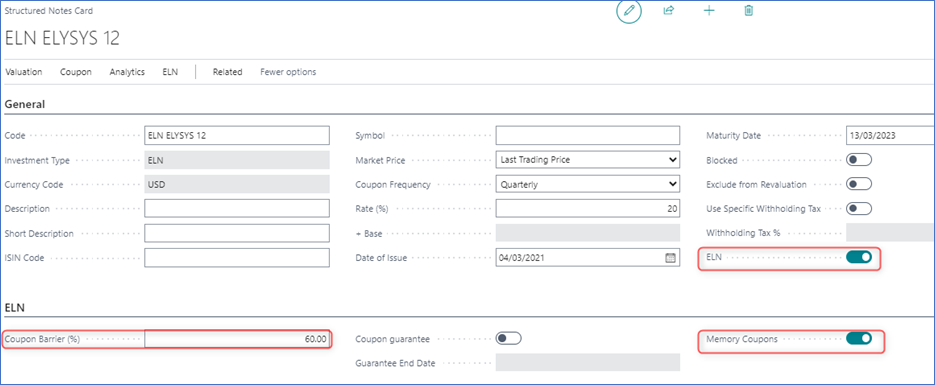 Structured Notes Card
ELN ELYSYS 12
Valuation Coupon Analytics ELN Related Fewer options
General
Code ELN ELYSYS 12 Symbol Maturity Date 13/03/2023
Investment Type ELN Market Price Last Trading Price Blocked
Currency Code USD Coupon Frequency Quarterly Exclude from Revaluation
Description Rate (%) 20 Use Specific Withholding Tax
Short Description + Base Withholding Tax %
ISIN Code Date of Issue 04/03/2021 ELN
ELN
Coupon Barrier (%) 60.00 Coupon guarantee Memory Coupons
Guarantee End Date